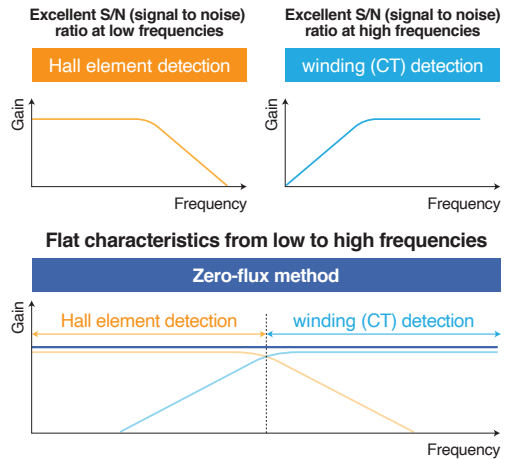 Excellent S/N (signal to noise)
ratio at low frequencies
Hall element detection
Gain
Frequency
Excellent S/N (signal to noise)
ratio at high frequencies
winding (CT) detection
Gain
Frequency
Flat characteristics from low to high frequencies
Zero-flux method
Gain
Hall element detection
winding (CT) detection
Frequency